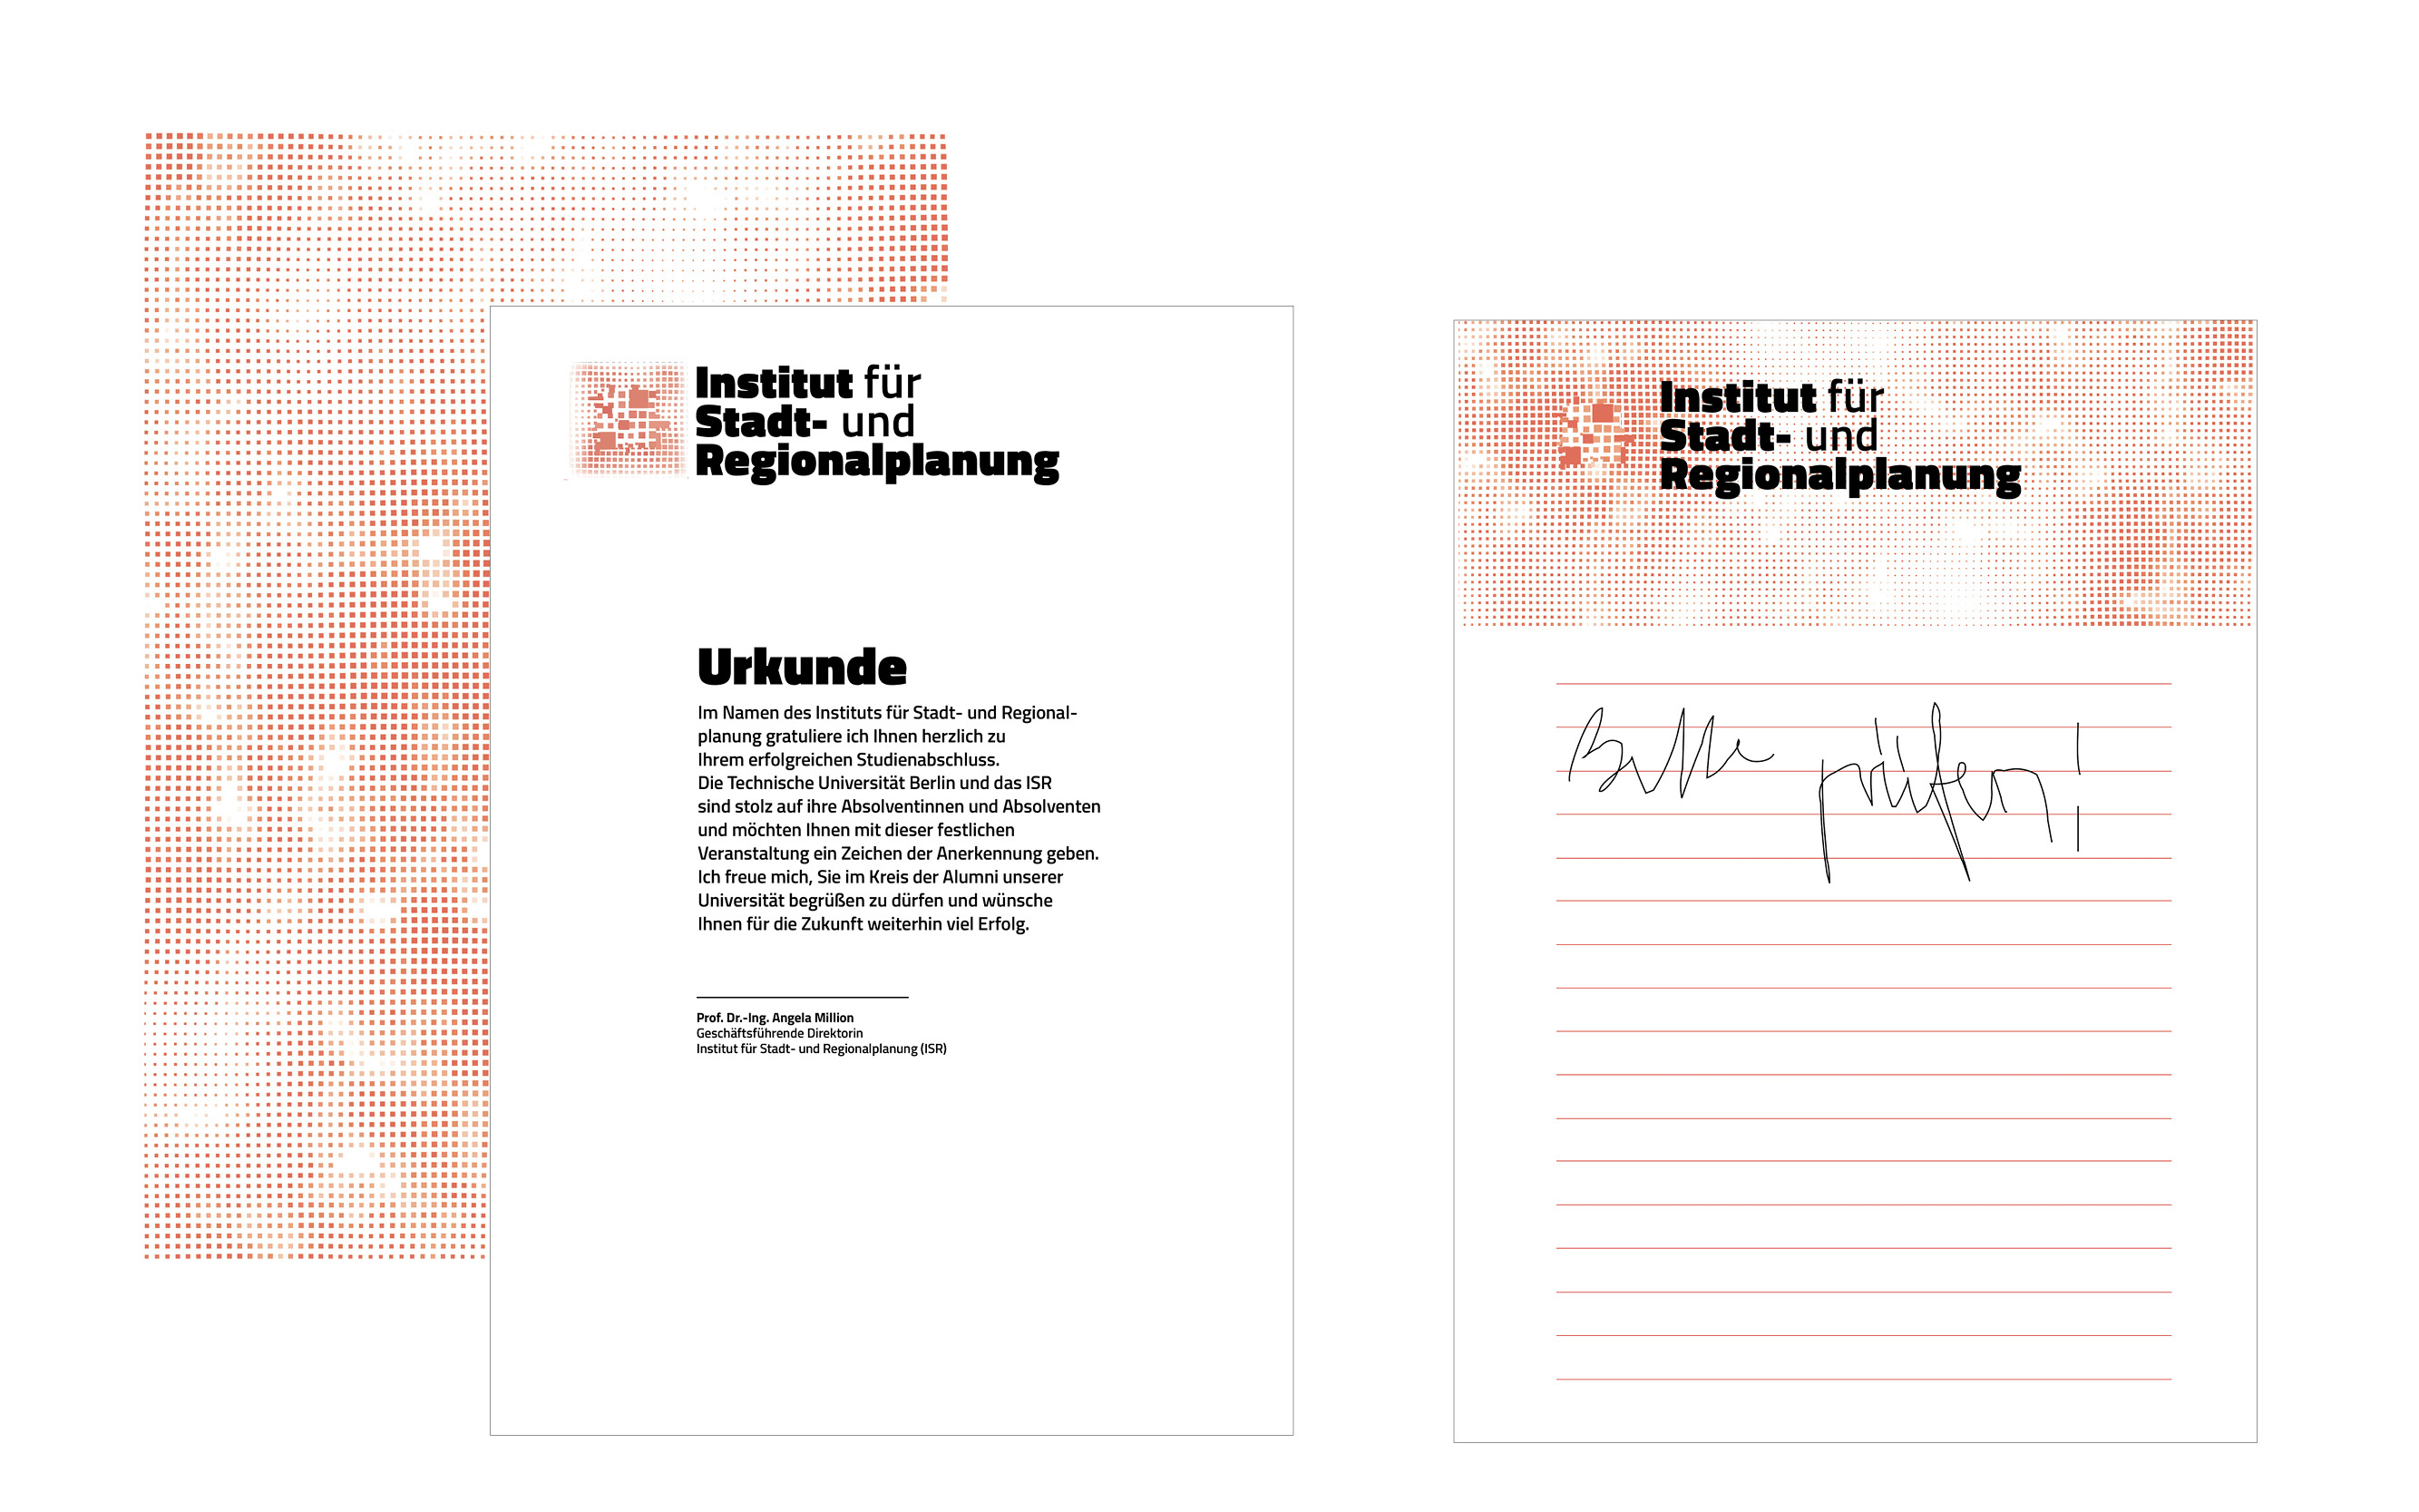 Institut für
Stadt- und
Regionalplanung
Urkunde
Im Namen des Instituts für Stadt- und Regional-
planung gratuliere ich Ihnen herzlich zu
Ihrem erfolgreichen Studienabschluss.
Die Technische Universität Berlin und das ISR
sind stolz auf ihre Absolventinnen und Absolventen
und möchten Ihnen mit dieser festlichen
Veranstaltung ein Zeichen der Anerkennung geben.
Ich freue mich, Sie im Kreis der Alumni unserer
Universität begrüßen zu dürfen und wünsche
Ihnen für die Zukunft weiterhin viel Erfolg.
Prof. Dr.-Ing. Angela Million
Geschäftsführende Direktorin
Institut für Stadt- und Regionalplanung (ISR)
Institut für
Stadt- und
Regionalplanung
Bitte prüfen!